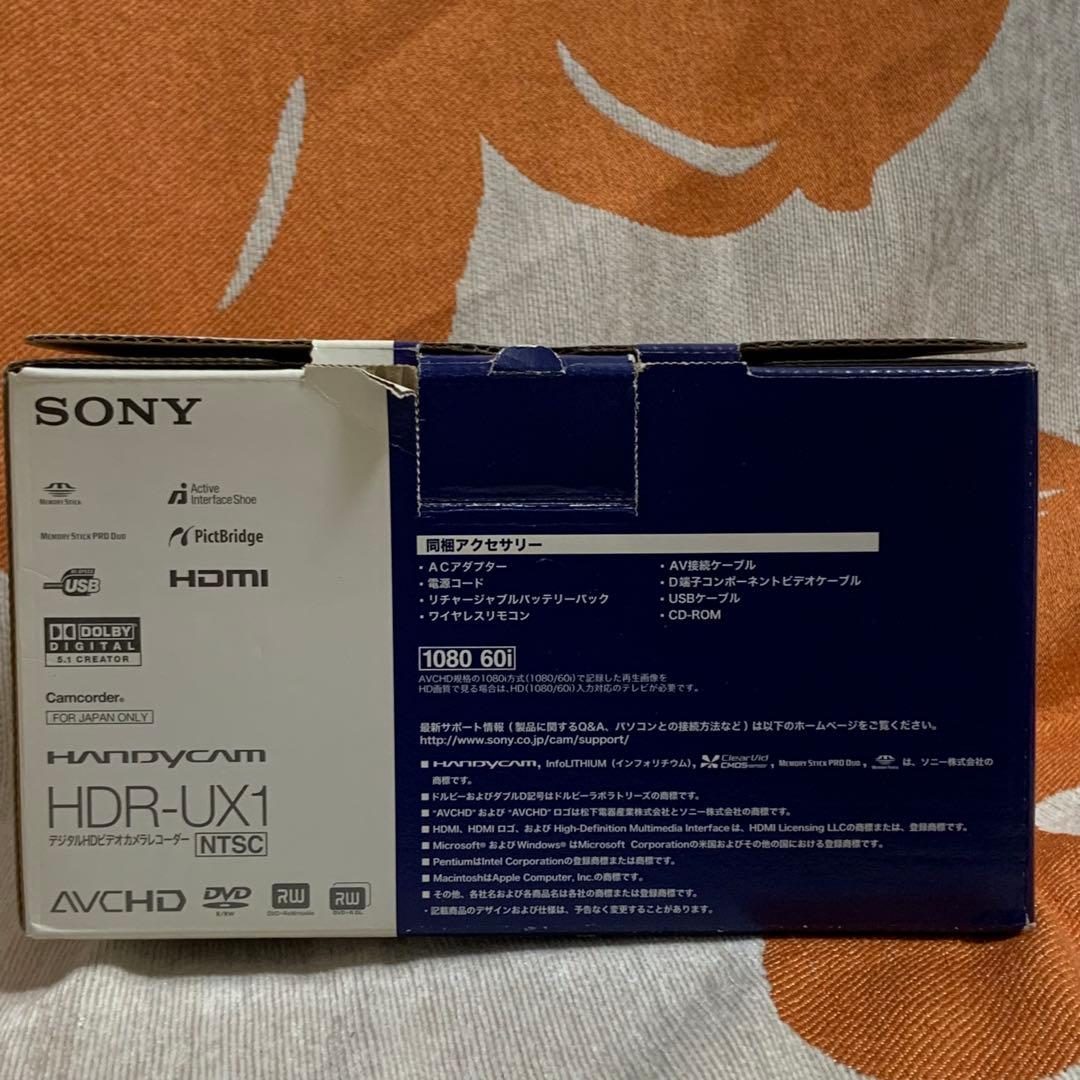 SONY
MEMORY STICK
Active
Interface Shoe
MEMORY STICK PRO DUO
PictBridge
HI-SPEED
USB
HDMI
DOLBY
DIGITAL
5.1 CREATOR
Camcorder
FOR JAPAN ONLY
HANDYCAM
HDR-UX1
デジタルHDビデオカメラレコーダー NTSC
AVCHD
DVD
R/RW
RW
DVD+ReWritable
RW
DVD+R DL
同梱アクセサリー
・ACアダプター
・電源コード
・リチャージャブルバッテリーパック
・ワイヤレスリモコン
・AV接続ケーブル
・D端子コンポーネントビデオケーブル
・USBケーブル
・CD-ROM
1080 60i
AVCHD規格の1080i方式(1080/60i)で記録した再生画像を
HD画質で見る場合は、HD(1080/60i)入力対応のテレビが必要です。
最新サポート情報(製品に関するQ&A、パソコンとの接続方法など)は以下のホームページをご覧ください。
http://www.sony.co.jp/cam/support/
■ HANDYCAM, InfoLITHIUM (インフォリチウム), ClearVid CMOS SENSOR, MEMORY STICK PRO DUO, MEMORY STICK は、ソニー株式会社の
商標です。
■ ドルビーおよびダブルD記号はドルビーラボラトリーズの商標です。
■ "AVCHD" および "AVCHD" ロゴは松下電器産業株式会社とソニー株式会社の商標です。
■ HDMI、HDMI ロゴ、および High-Definition Multimedia Interface は、HDMI Licensing LLCの商標または、登録商標です。
■ Microsoft® および Windows® はMicrosoft Corporationの米国およびその他の国における登録商標です。
■ PentiumはIntel Corporationの登録商標または商標です。
■ MacintoshはApple Computer, Inc.の商標です。
■ その他、各社名および各商品名は各社の商標または登録商標です。
・記載商品のデザインおよび仕様は、予告なく変更することがあります。